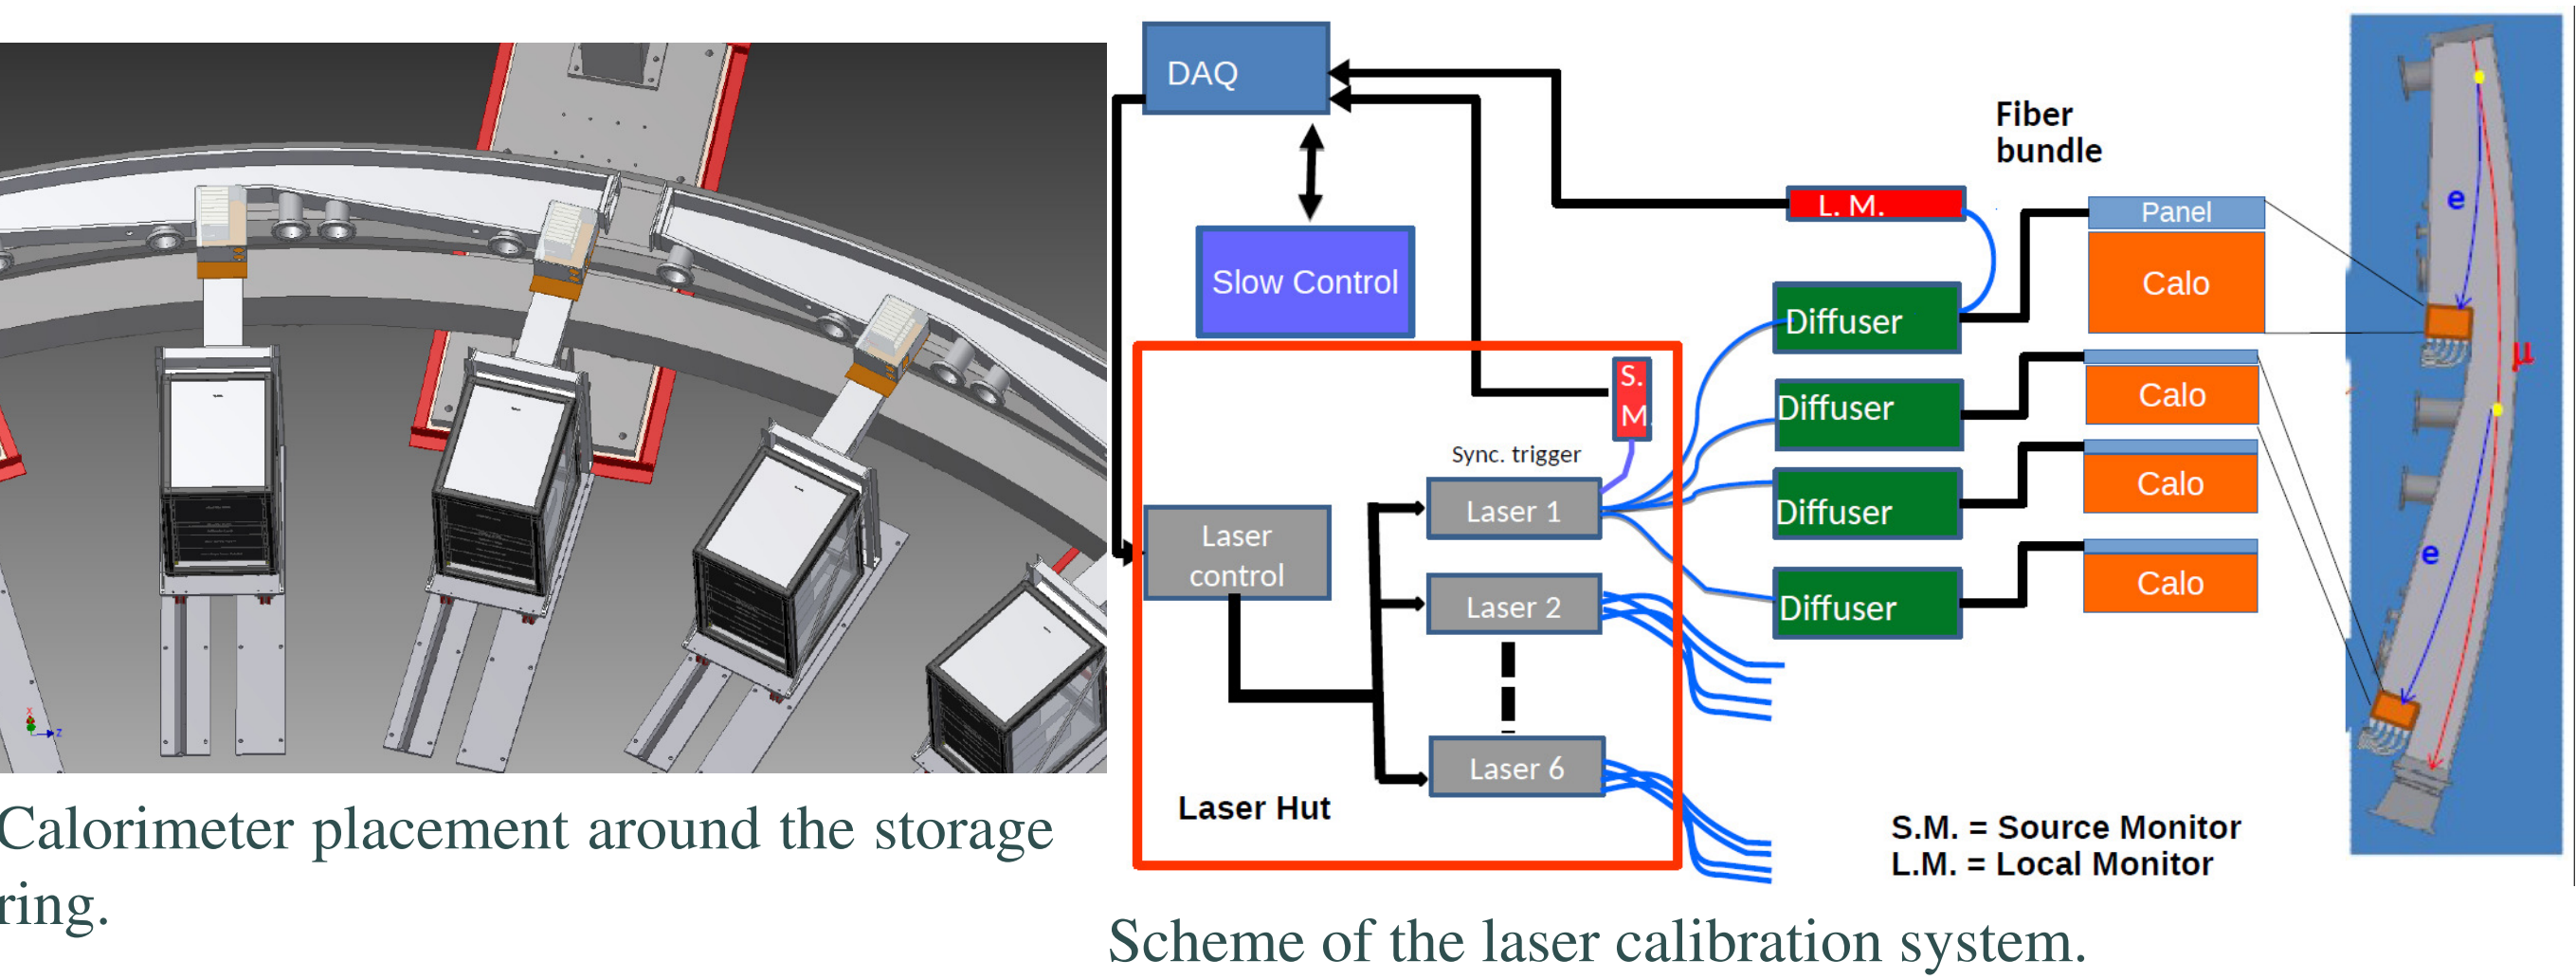 DAQ
Fiber
bundle
L. M.
Panel
e
Slow Control
Calo
Diffuser
S.
M.
μ
Diffuser
Calo
Sync. trigger
Calo
Laser 1
Diffuser
Laser
control
e
Calo
Laser 2
Diffuser
Laser 6
Laser Hut
S.M. = Source Monitor
L.M. = Local Monitor
X
Z
Calorimeter placement around the storage
ring.
Scheme of the laser calibration system.